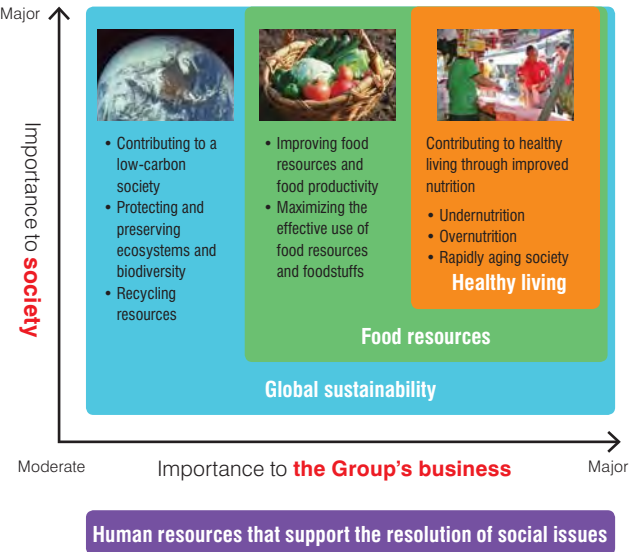 Major
Importance to society
• Contributing to a
low-carbon
society
• Protecting and
preserving
ecosystems and
biodiversity
• Recycling
resources
• Improving food
resources and
food productivity
• Maximizing the
effective use of
food resources
and foodstuffs
Contributing to healthy
living through improved
nutrition
• Undernutrition
• Overnutrition
• Rapidly aging society
Healthy living
Food resources
Global sustainability
Moderate
Importance to the Group's business
Major
Human resources that support the resolution of social issues